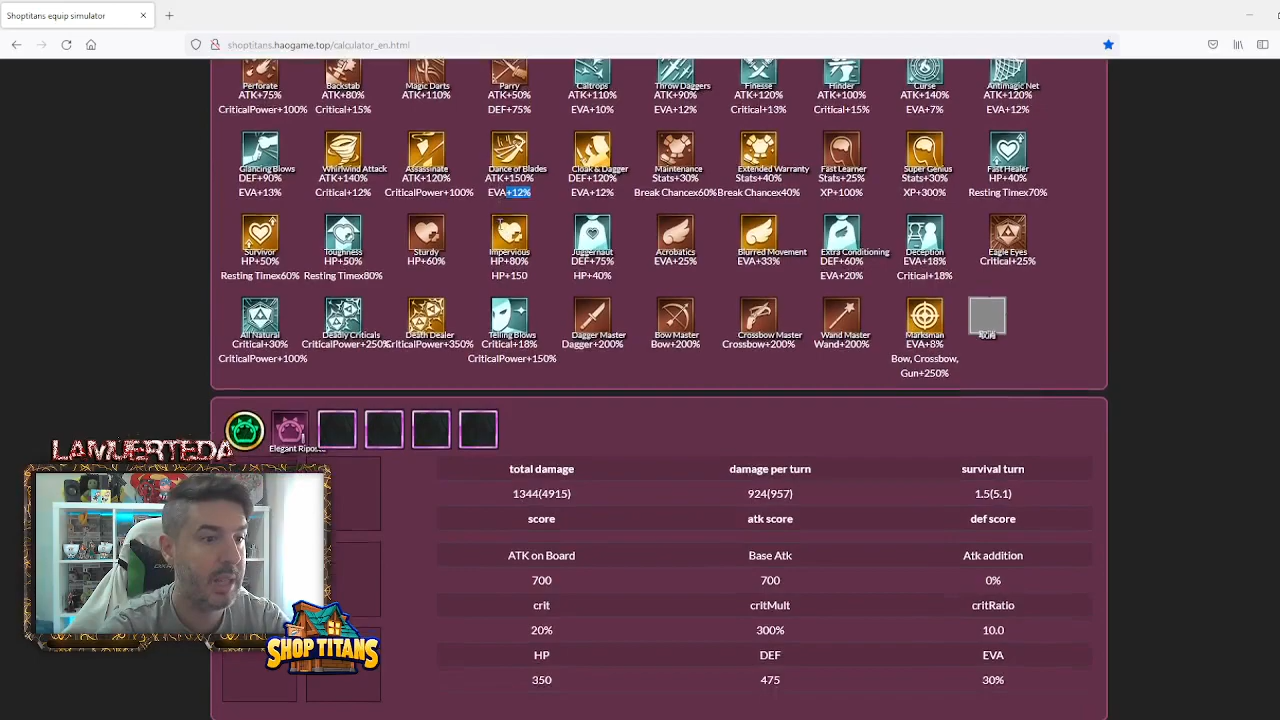 Shoptitans equip simulator
shoptitans.haogame.top/calculator_en.html
Perforate Backstab Magic Darts Parry Caltrops Throw Daggers Finesse Hinder Curse Antimagic Net
ATK+75% ATK+80% ATK+110% ATK+50% ATK+110% ATK+90% ATK+120% ATK+100% ATK+140% ATK+120%
CriticalPower+100% Critical+15% DEF+75% EVA+10% EVA+12% Critical+13% Critical+15% EVA+7% EVA+12%
Glancing Blows Whirlwind Attack Assassinate Dance of Blades Cloak & Dagger Maintenance Extended Warranty Fast Learner Super Genius Fast Healer
DEF+90% ATK+140% ATK+120% ATK+150% DEF+120% Stats+30% Stats+40% Stats+25% Stats+30% HP+40%
EVA+13% Critical+12% CriticalPower+100% EVA+12% EVA+12% Break Chancex60% Break Chancex40% XP+100% XP+300% Resting Timex70%
Survivor Toughness Sturdy Impervious Juggernaut Acrobatics Blurred Movement Extra Conditioning Deception Eagle Eyes
HP+50% HP+50% HP+60% HP+80% DEF+75% EVA+25% EVA+33% DEF+60% EVA+18% Critical+25%
Resting Timex60% Resting Timex80% HP+150 HP+40% EVA+20% Critical+18%
All Natural Deadly Criticals Death Dealer Telling Blows Dagger Master Bow Master Crossbow Master Wand Master Marksman
Critical+30% CriticalPower+250% CriticalPower+350% Critical+18% Dagger+200% Bow+200% Crossbow+200% Wand+200% EVA+8%
CriticalPower+100% CriticalPower+150% Bow, Crossbow,
Gun+250%
Elegant
LAMUERTEDA
SHOP TITANS
total damage damage per turn survival turn
1344(4915) 924(957) 1.5(5.1)
score atk score def score
ATK on Board Base Atk Atk addition
700 700 0%
crit critMult critRatio
20% 300% 10.0
HP DEF EVA
350 475 30%